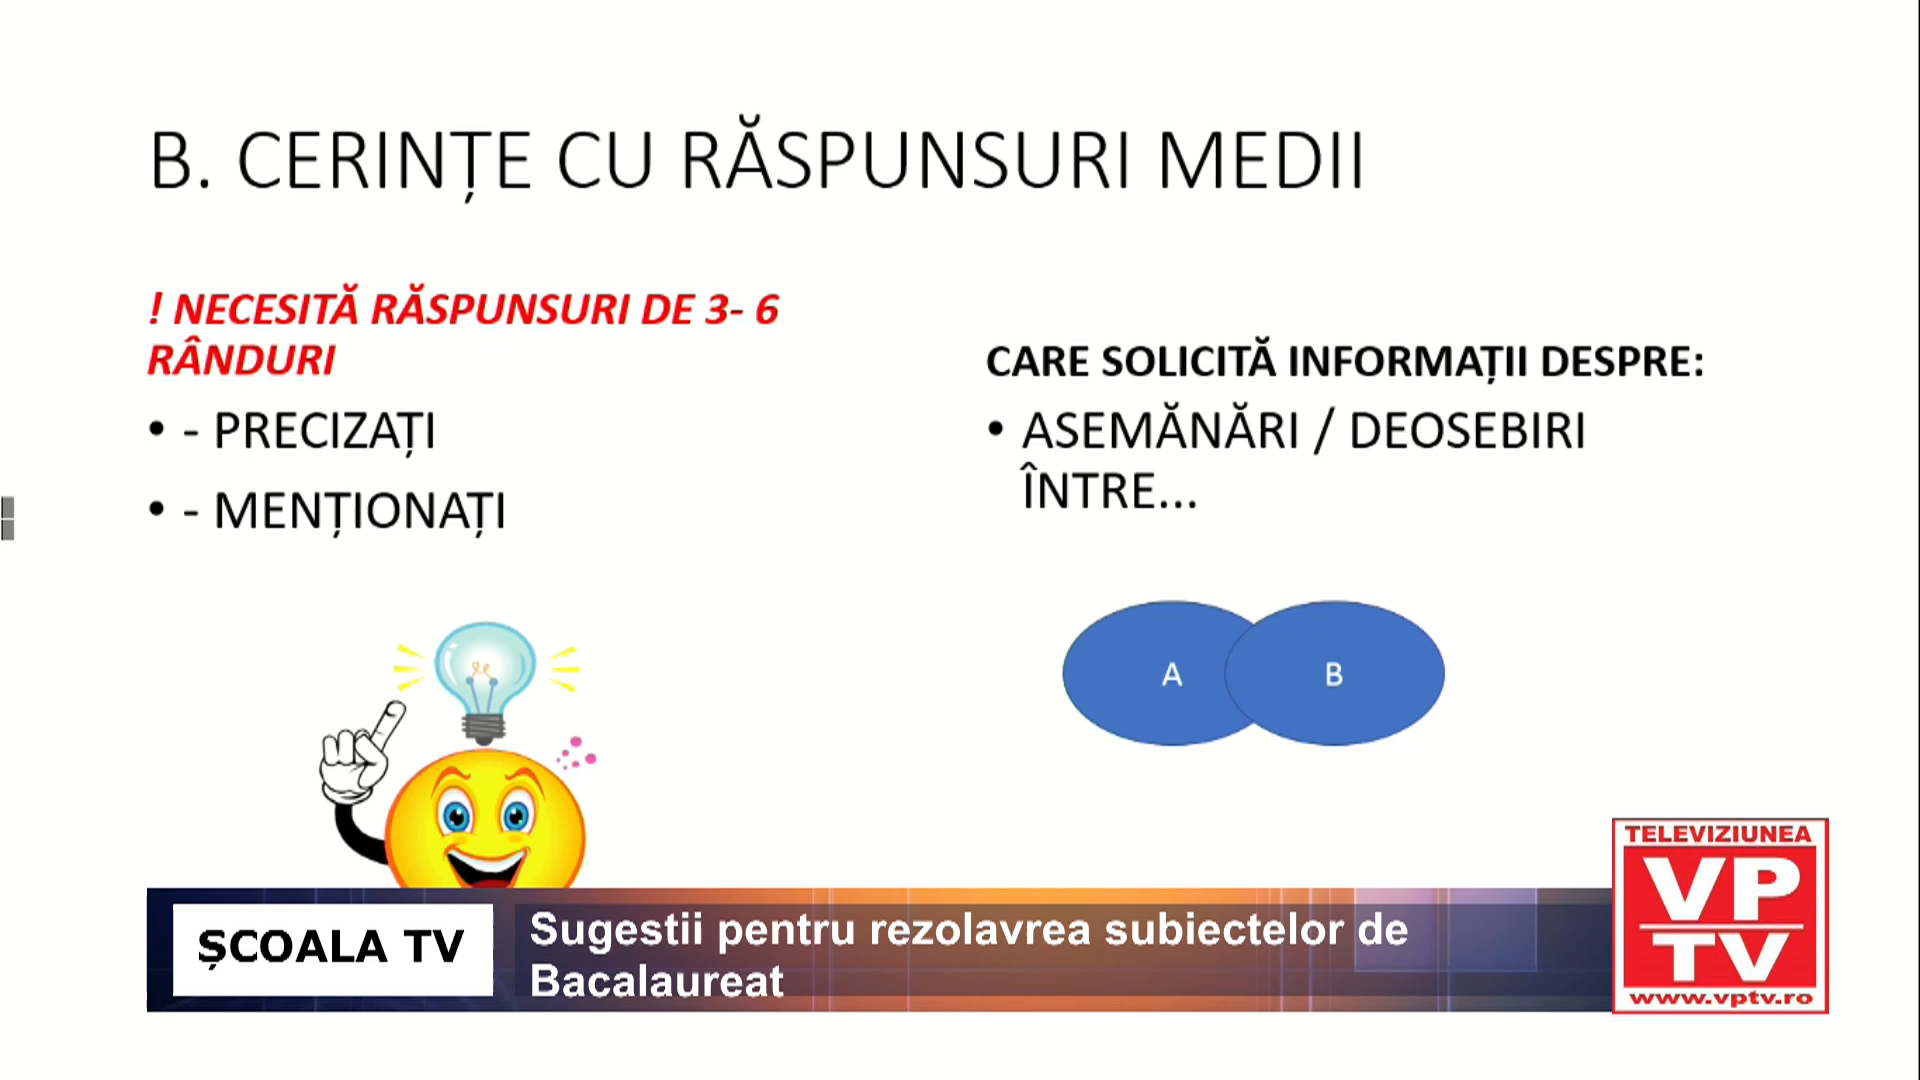 B. CERINȚE CU RĂSPUNSURI MEDII
! NECESITĂ RĂSPUNSURI DE 3- 6
RÂNDURI
• - PRECIZAȚI
• - MENȚIONAȚI
CARE SOLICITĂ INFORMAȚII DESPRE:
• ASEMĂNĂRI / DEOSEBIRI
ÎNTRE...
A
B
ȘCOALA TV
Sugestii pentru rezolavrea subiectelor de
Bacalaureat
TELEVIZIUNEA
VP
TV
www.vptv.ro